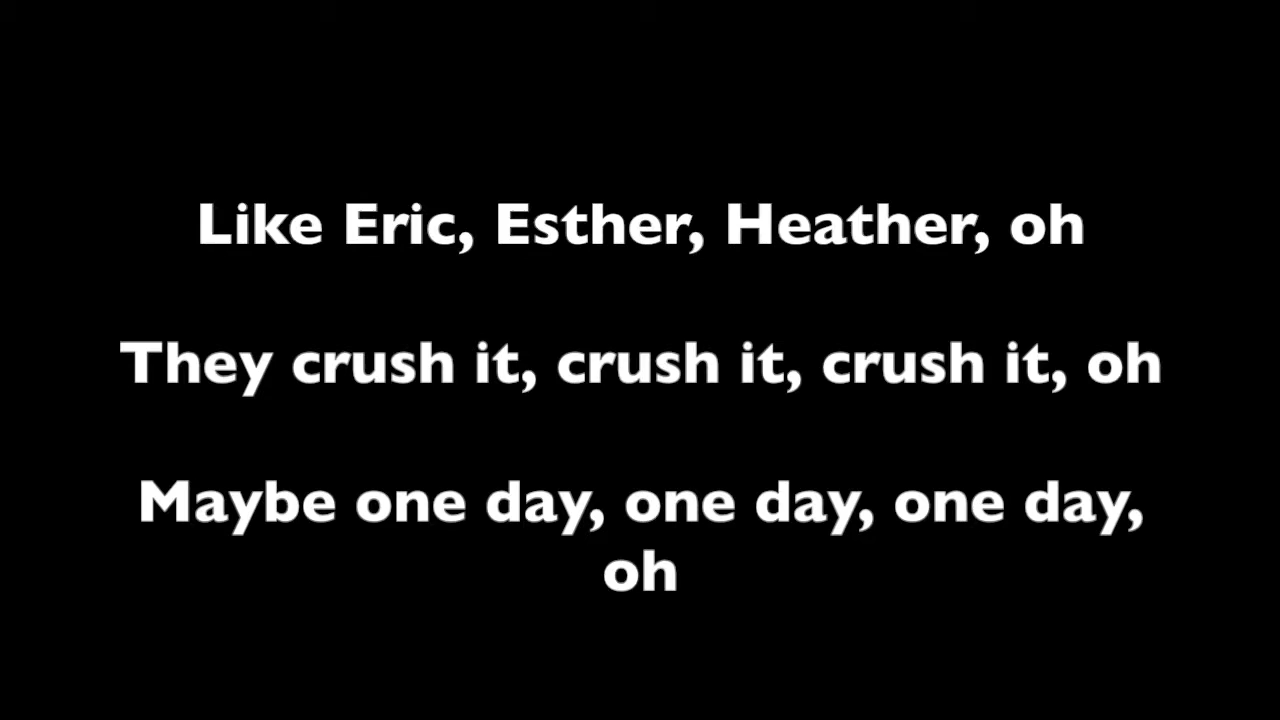 Like Eric, Esther, Heather, oh
They crush it, crush it, crush it, oh
Maybe one day, one day, one day,
oh